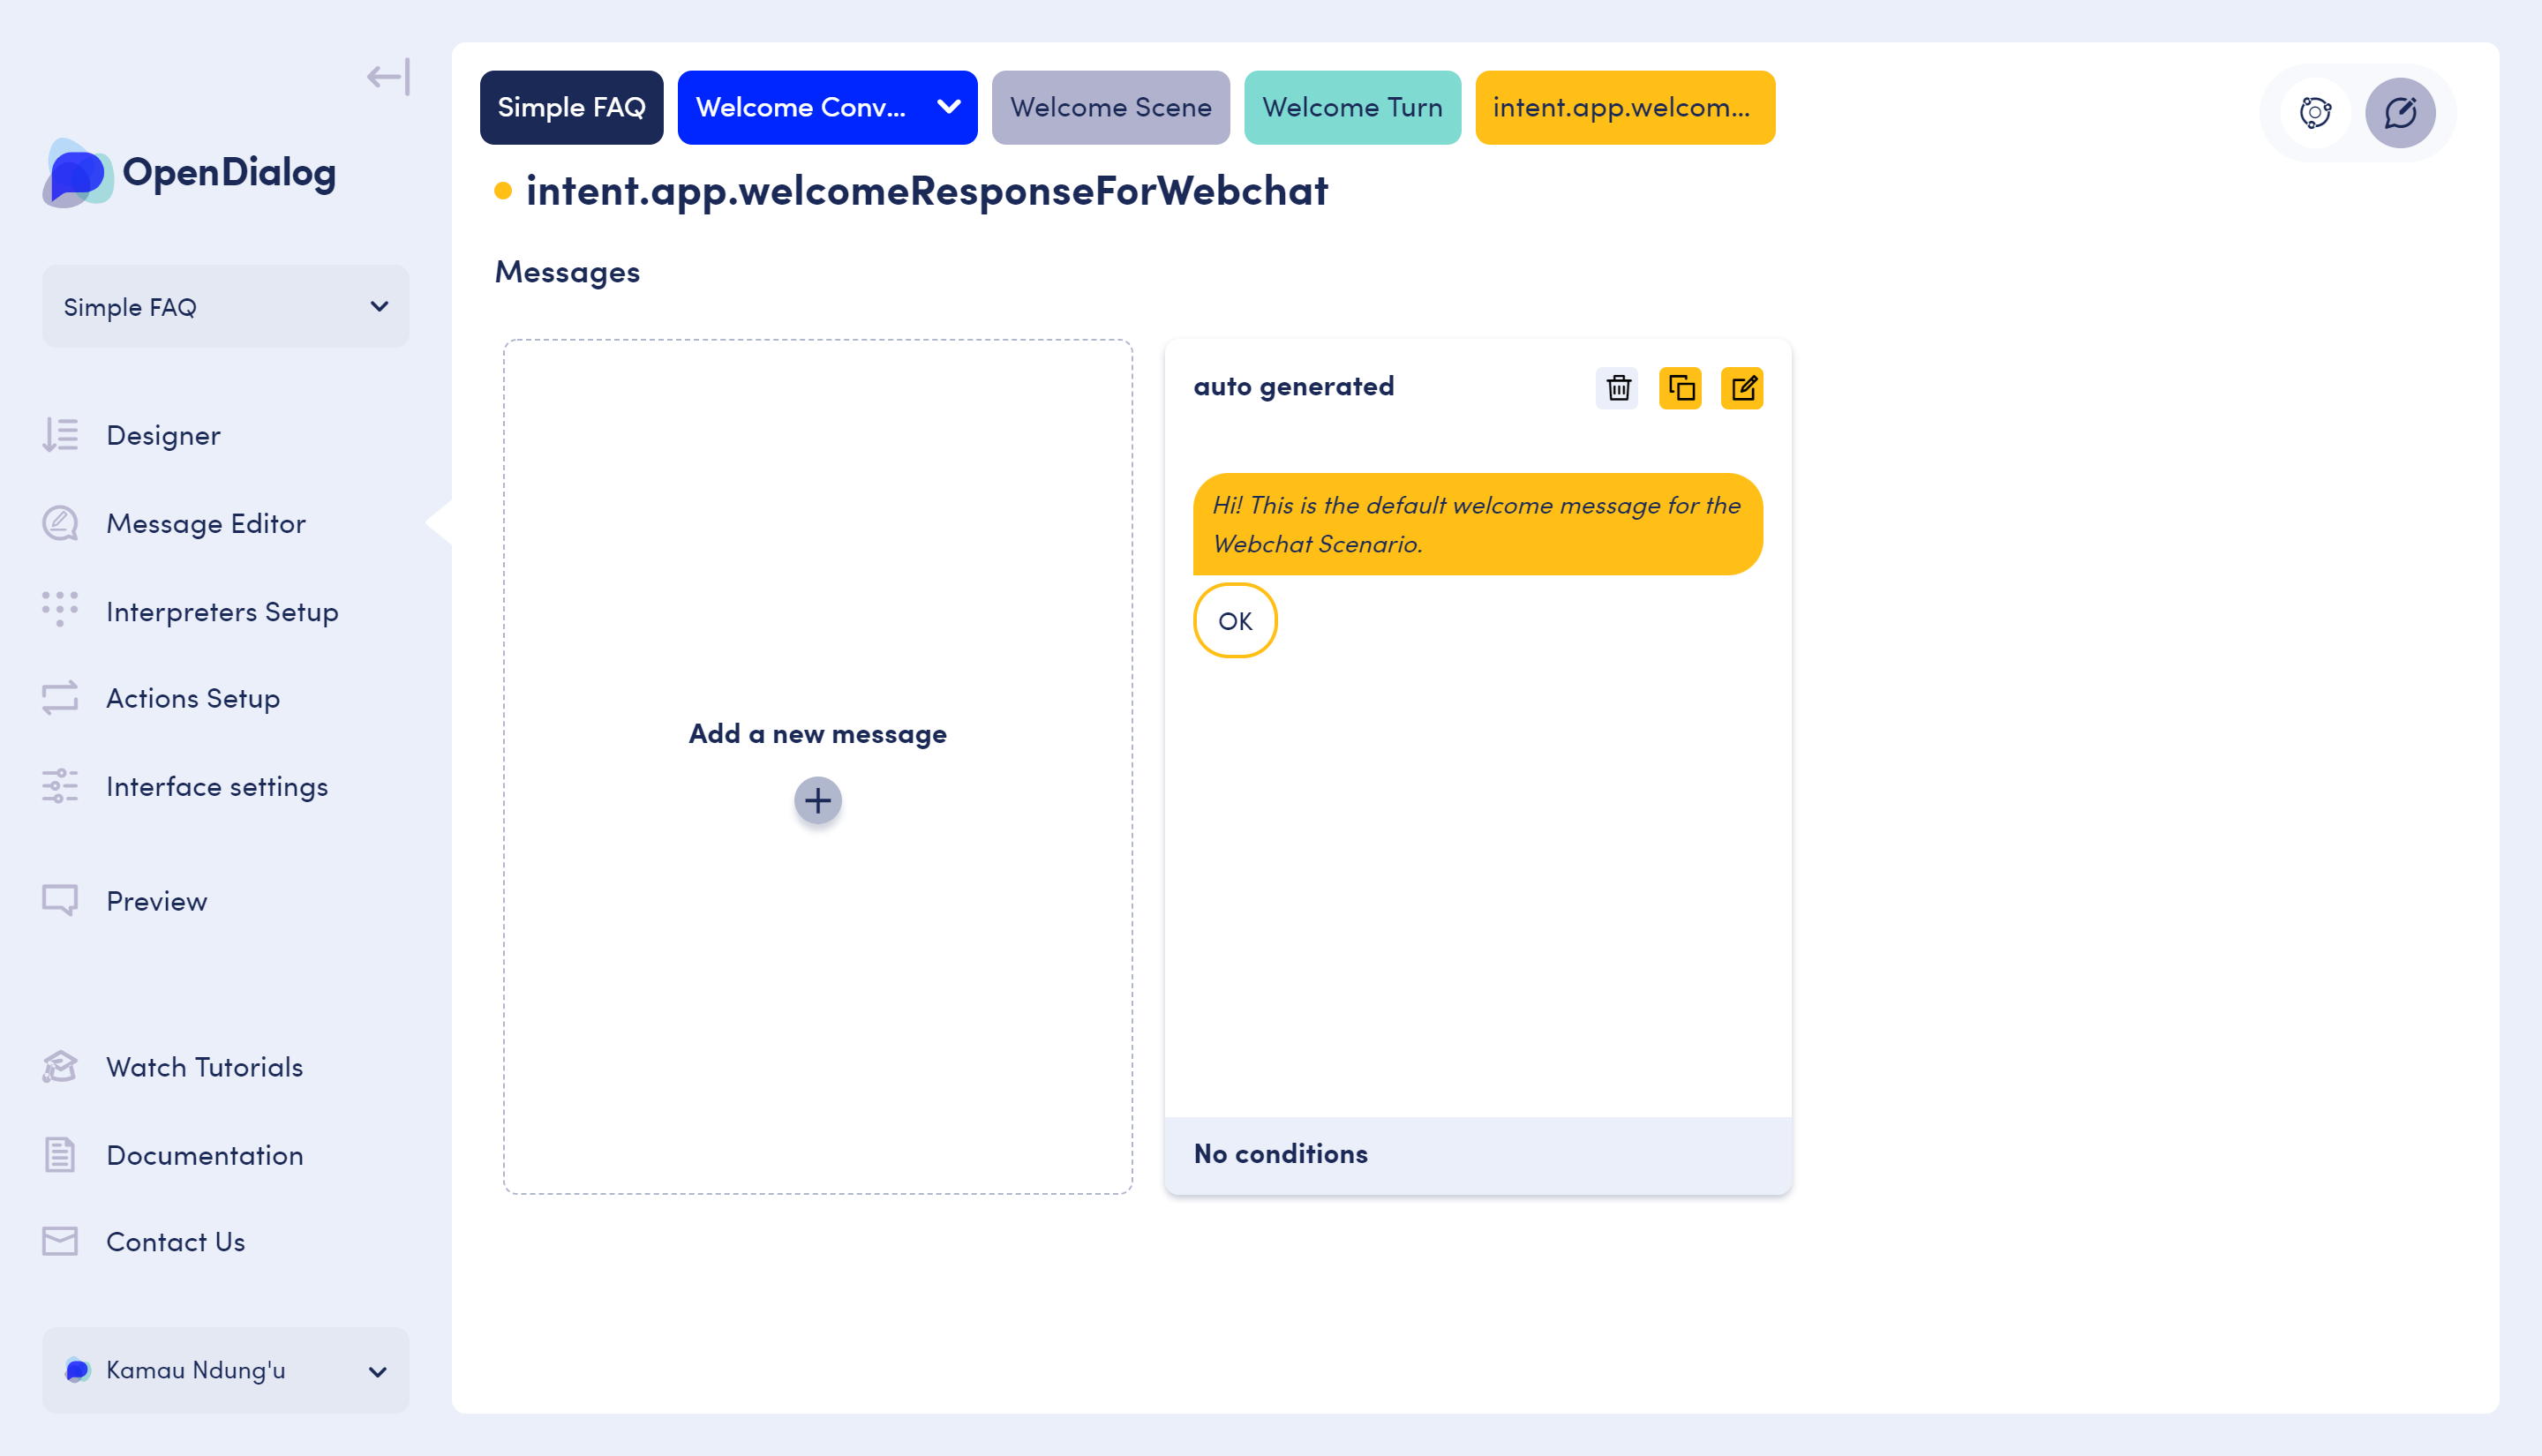 OpenDialog
Simple FAQ
Designer
Message Editor
Interpreters Setup
Actions Setup
Interface settings
Preview
Watch Tutorials
Documentation
Contact Us
Kamau Ndung'u
Simple FAQ
Welcome Conv...
Welcome Scene
Welcome Turn
intent.app.welcom...
intent.app.welcomeResponseForWebchat
Messages
Add a new message
auto generated
Hi! This is the default welcome message for the
Webchat Scenario.
OK
No conditions